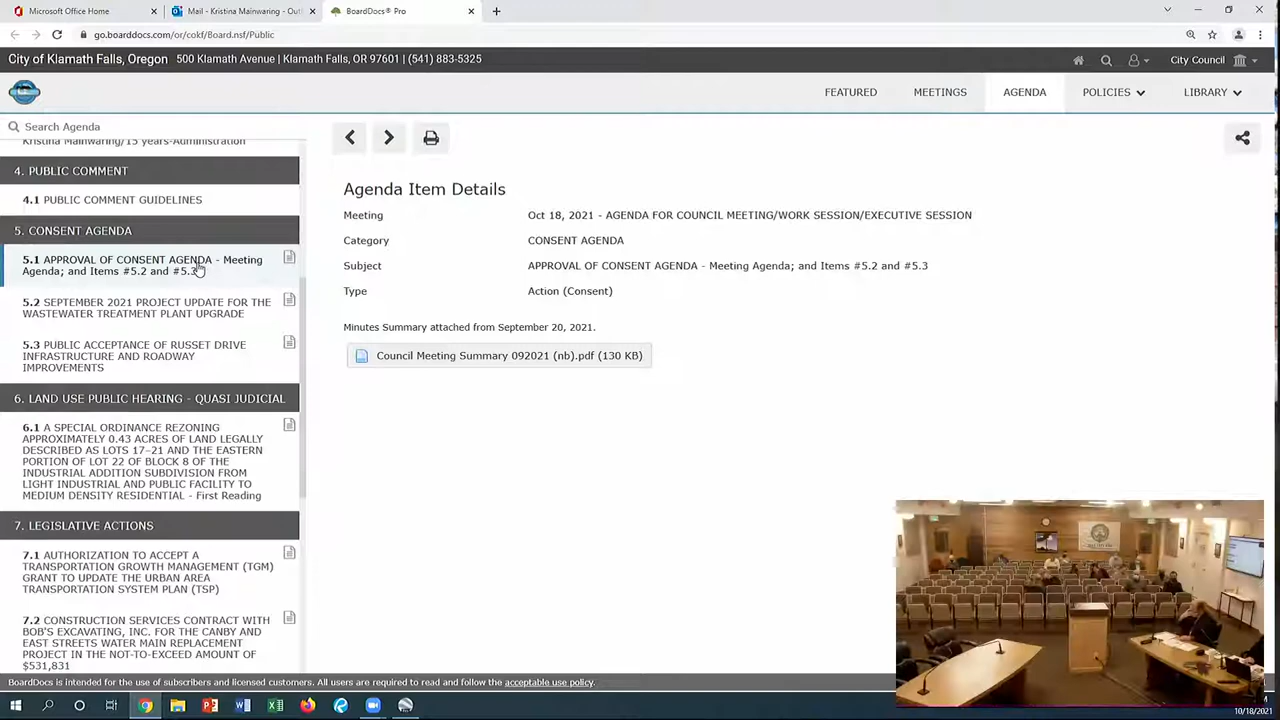 Microsoft Office Home
Mail - Kristina Mainwaring - Outl
BoardDocs® Pro
go.boarddocs.com/or/cokf/Board.nsf/Public
City of Klamath Falls, Oregon 500 Klamath Avenue | Klamath Falls, OR 97601 | (541) 883-5325
City Council
FEATURED
MEETINGS
AGENDA
POLICIES
LIBRARY
Search Agenda
Kristina Mainwaring/15 years-Administration
4. PUBLIC COMMENT
4.1 PUBLIC COMMENT GUIDELINES
5. CONSENT AGENDA
5.1 APPROVAL OF CONSENT AGENDA - Meeting
Agenda; and Items #5.2 and #5.3
5.2 SEPTEMBER 2021 PROJECT UPDATE FOR THE
WASTEWATER TREATMENT PLANT UPGRADE
5.3 PUBLIC ACCEPTANCE OF RUSSET DRIVE
INFRASTRUCTURE AND ROADWAY
IMPROVEMENTS
6. LAND USE PUBLIC HEARING - QUASI JUDICIAL
6.1 A SPECIAL ORDINANCE REZONING
APPROXIMATELY 0.43 ACRES OF LAND LEGALLY
DESCRIBED AS LOTS 17–21 AND THE EASTERN
PORTION OF LOT 22 OF BLOCK 8 OF THE
INDUSTRIAL ADDITION SUBDIVISION FROM
LIGHT INDUSTRIAL AND PUBLIC FACILITY TO
MEDIUM DENSITY RESIDENTIAL - First Reading
7. LEGISLATIVE ACTIONS
7.1 AUTHORIZATION TO ACCEPT A
TRANSPORTATION GROWTH MANAGEMENT (TGM)
GRANT TO UPDATE THE URBAN AREA
TRANSPORTATION SYSTEM PLAN (TSP)
7.2 CONSTRUCTION SERVICES CONTRACT WITH
BOB'S EXCAVATING, INC. FOR THE CANBY AND
EAST STREETS WATER MAIN REPLACEMENT
PROJECT IN THE NOT-TO-EXCEED AMOUNT OF
$531,831
Agenda Item Details
Meeting Oct 18, 2021 - AGENDA FOR COUNCIL MEETING/WORK SESSION/EXECUTIVE SESSION
Category CONSENT AGENDA
Subject APPROVAL OF CONSENT AGENDA - Meeting Agenda; and Items #5.2 and #5.3
Type Action (Consent)
Minutes Summary attached from September 20, 2021.
Council Meeting Summary 092021 (nb).pdf (130 KB)
BoardDocs is intended for the use of subscribers and licensed customers. All users are required to read and follow the acceptable use policy.
10/18/2021